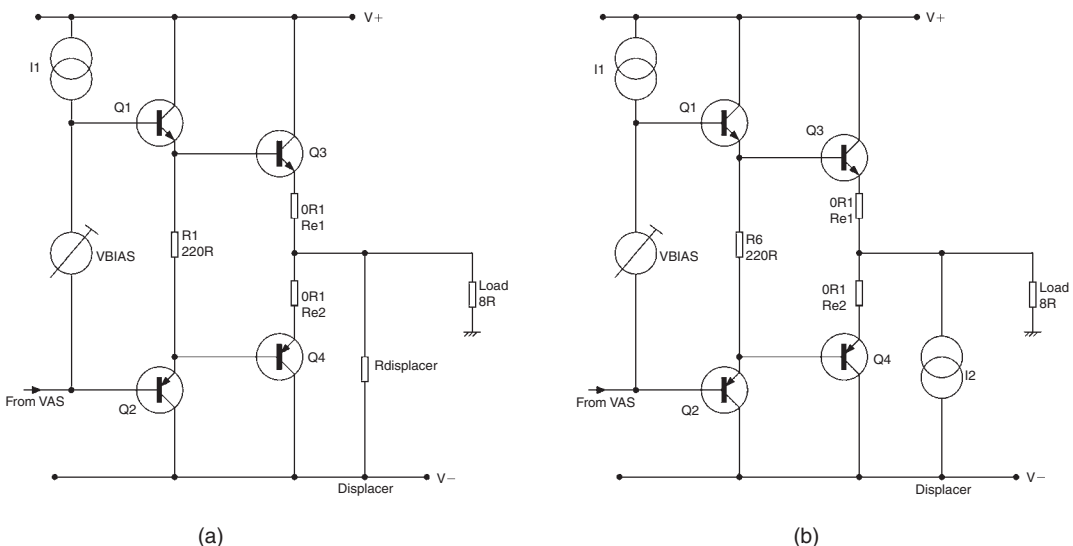 V+
I1
Q1
Q3
0R1
Re1
R1
220R
VBIAS
0R1
Re2
Load
8R
Q4
Rdisplacer
From VAS
Q2
V−
Displacer
(a)
V+
I1
Q1
Q3
0R1
Re1
R6
220R
VBIAS
0R1
Re2
Load
8R
Q4
I2
From VAS
Q2
V−
Displacer
(b)